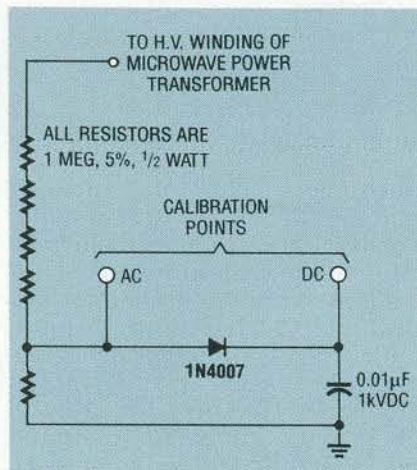 TO H.V. WINDING OF
MICROWAVE POWER
TRANSFORMER
ALL RESISTORS ARE
1 MEG, 5%, 1/2 WATT
CALIBRATION
POINTS
AC
DC
1N4007
0.01µF
1kVDC